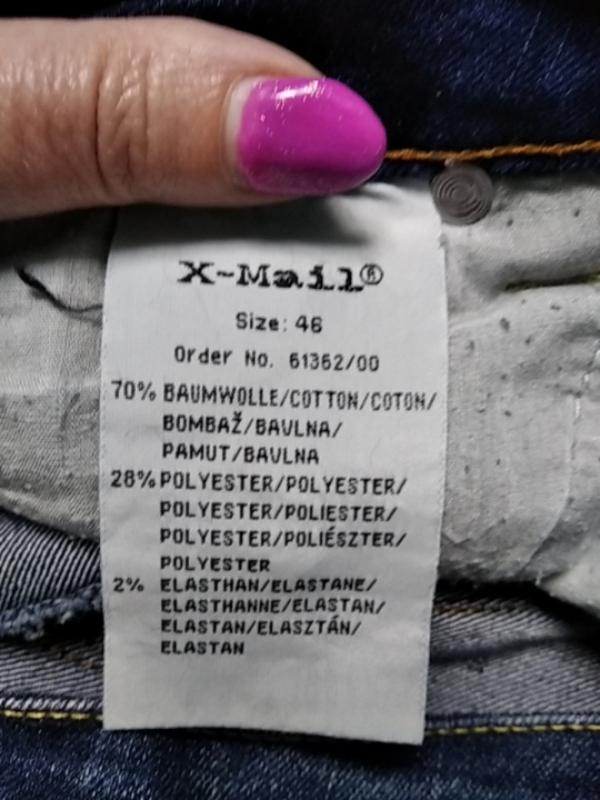 X-Mail®
Size: 46
Order No. 61362/00
70% BAUMWOLLE/COTTON/COTON/
BOMBAŽ/BAVLNA/
PAMUT/BAVLNA
28% POLYESTER/POLYESTER/
POLYESTER/POLIESTER/
POLYESTER/POLIÉSZTER/
POLYESTER
2% ELASTHAN/ELASTANE/
ELASTHANNE/ELASTAN/
ELASTAN/ELASZTÁN/
ELASTAN